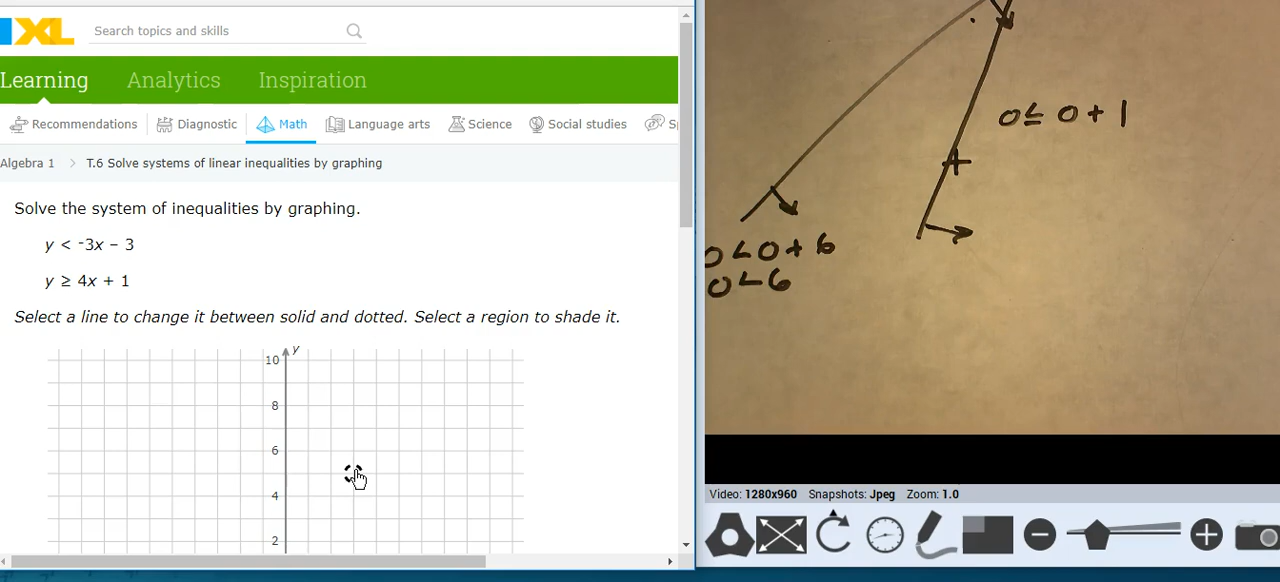 IXL
Search topics and skills
Learning Analytics Inspiration
Recommendations Diagnostic Math Language arts Science Social studies Sp
Algebra 1 > T.6 Solve systems of linear inequalities by graphing
Solve the system of inequalities by graphing.
y < -3x – 3
y ≥ 4x + 1
Select a line to change it between solid and dotted. Select a region to shade it.
y
10
8
6
4
2
0 ≤ 0 + 1
0 < 0 + 6
0 < 6
Video: 1280x960 Snapshots: Jpeg Zoom: 1.0